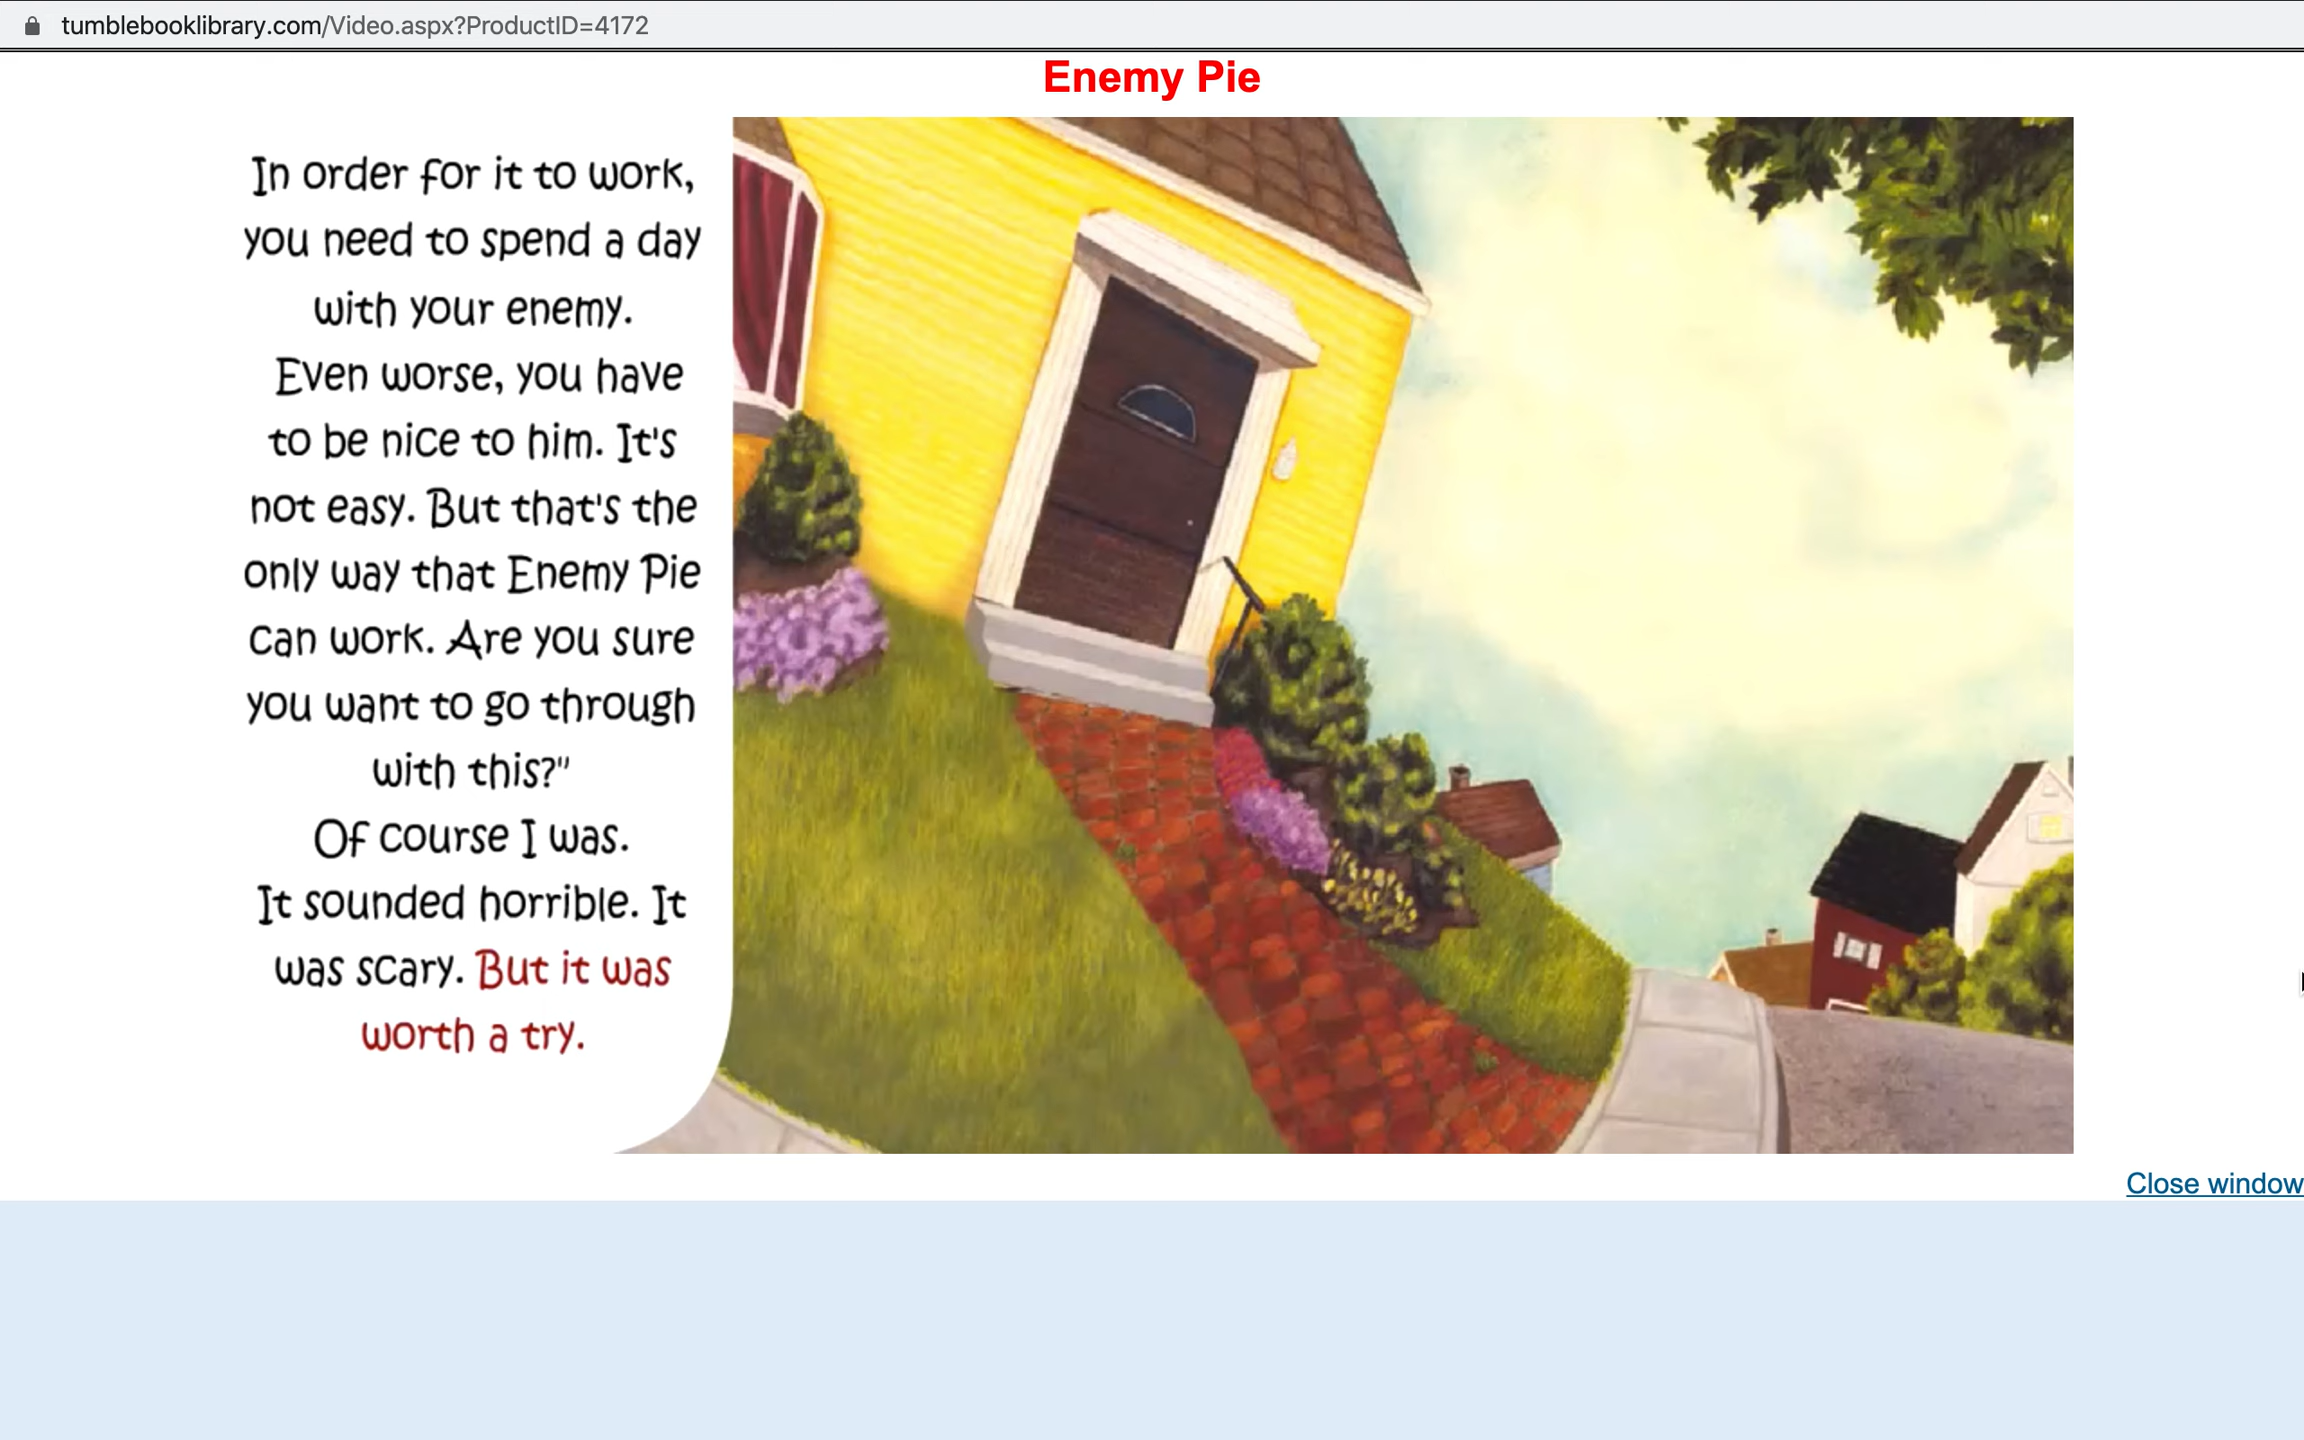 tumblebooklibrary.com/Video.aspx?ProductID=4172
Enemy Pie
In order for it to work,
you need to spend a day
with your enemy.
Even worse, you have
to be nice to him. It's
not easy. But that's the
only way that Enemy Pie
can work. Are you sure
you want to go through
with this?"
Of course I was.
It sounded horrible. It
was scary. But it was
worth a try.
Close window